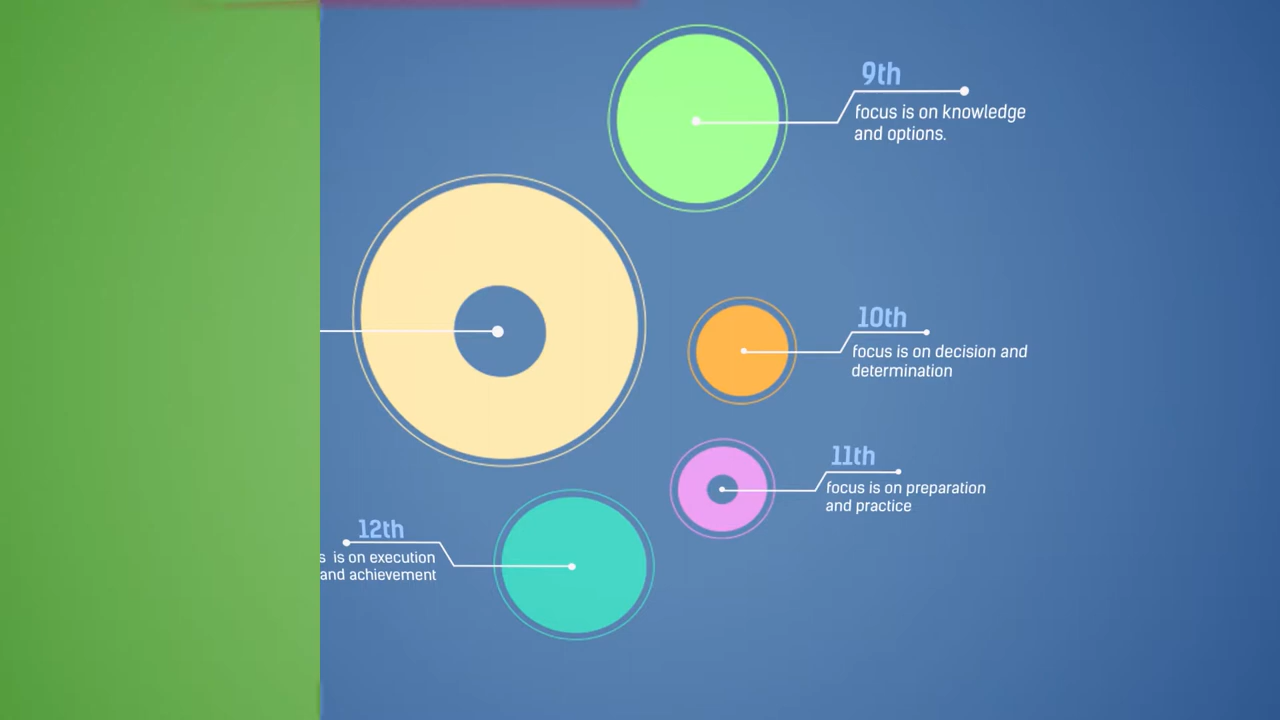 9th
focus is on knowledge
and options.
10th
focus is on decision and
determination
11th
focus is on preparation
and practice
12th
is on execution
and achievement